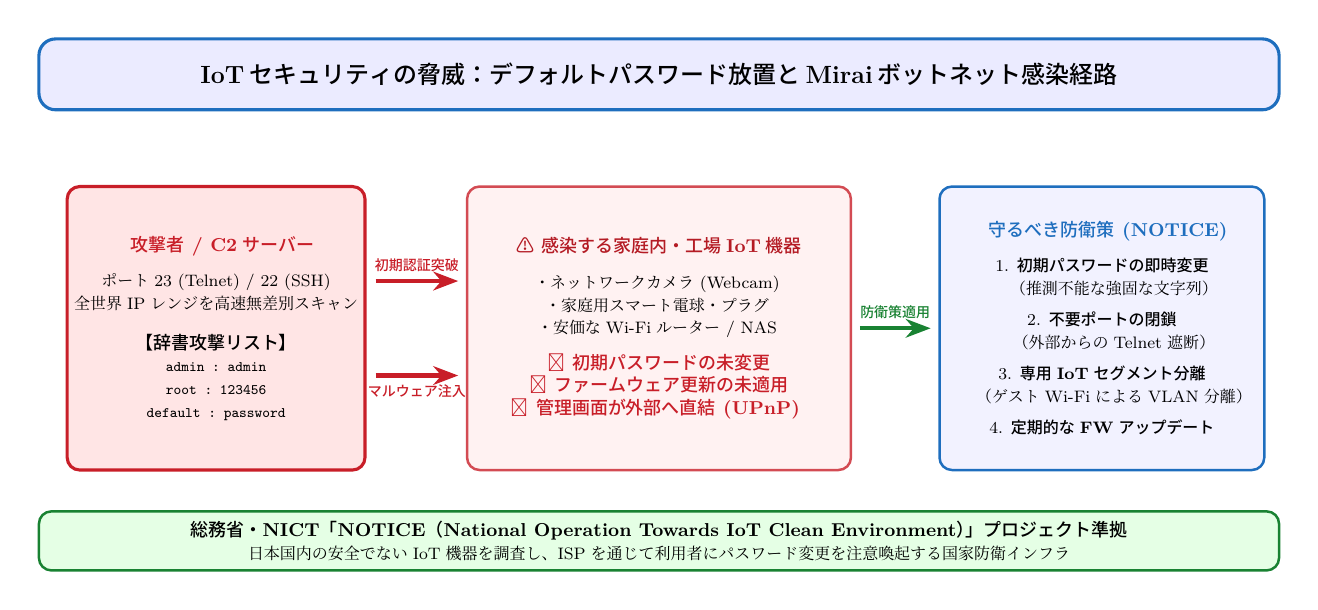 IoT セキュリティの脅威：デフォルトパスワード放置と Mirai ボットネット感染経路
攻撃者 / C2 サーバー
ポート 23 (Telnet) / 22 (SSH)
全世界 IP レンジを高速無差別スキャン
【辞書攻撃リスト】
admin : admin
root : 123456
default : password
初期認証突破
マルウェア注入
⚠ 感染する家庭内・工場 IoT 機器
・ネットワークカメラ (Webcam)
・家庭用スマート電球・プラグ
・安価な Wi-Fi ルーター / NAS
初期パスワードの未変更
ファームウェア更新の未適用
管理画面が外部へ直結 (UPnP)
防衛策適用
守るべき防衛策 (NOTICE)
1. 初期パスワードの即時変更
（推測不能な強固な文字列）
2. 不要ポートの閉鎖
（外部からの Telnet 遮断）
3. 専用 IoT セグメント分離
（ゲスト Wi-Fi による VLAN 分離）
4. 定期的な FW アップデート
総務省・NICT「NOTICE（National Operation Towards IoT Clean Environment）」プロジェクト準拠
日本国内の安全でない IoT 機器を調査し、ISP を通じて利用者にパスワード変更を注意喚起する国家防衛インフラ